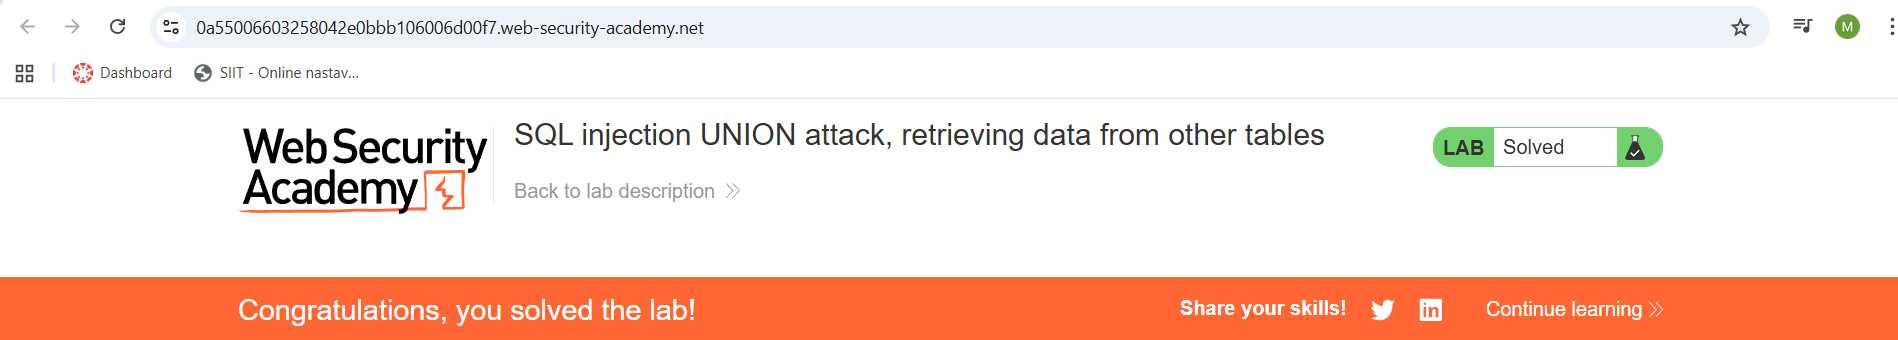 0a55006603258042e0bbb106006d00f7.web-security-academy.net
M
Dashboard
SIIT - Online nastav...
Web Security
Academy
SQL injection UNION attack, retrieving data from other tables
Back to lab description
LAB Solved
Congratulations, you solved the lab!
Share your skills!
Continue learning